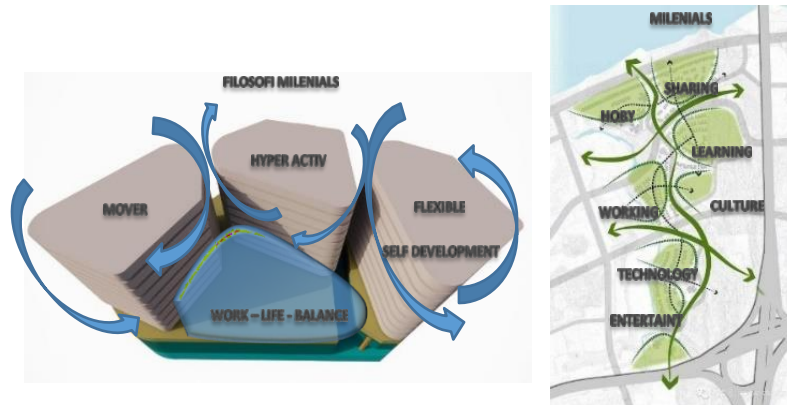 FILOSOFI MILENIALS
HYPER ACTIV
MOVER
FLEXIBLE
SELF DEVELOPMENT
WORK – LIFE - BALANCE
MILENIALS
SHARING
HOBY
LEARNING
WORKING
CULTURE
TECHNOLOGY
ENTERTAINT